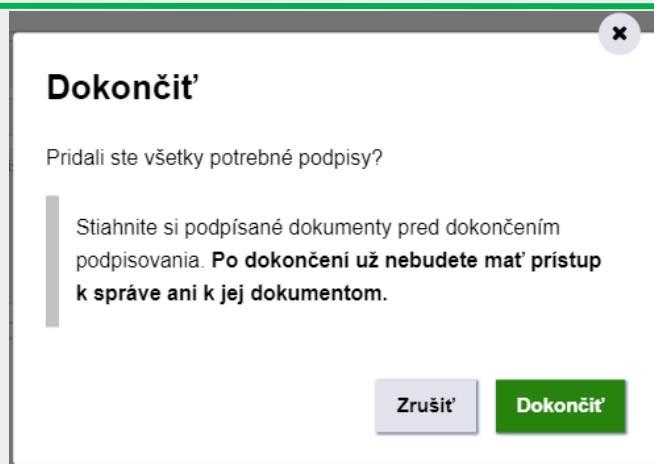 Dokončiť
Pridali ste všetky potrebné podpisy?
Stiahnite si podpísané dokumenty pred dokončením
podpisovania. Po dokončení už nebudete mať prístup
k správe ani k jej dokumentom.
Zrušiť
Dokončiť